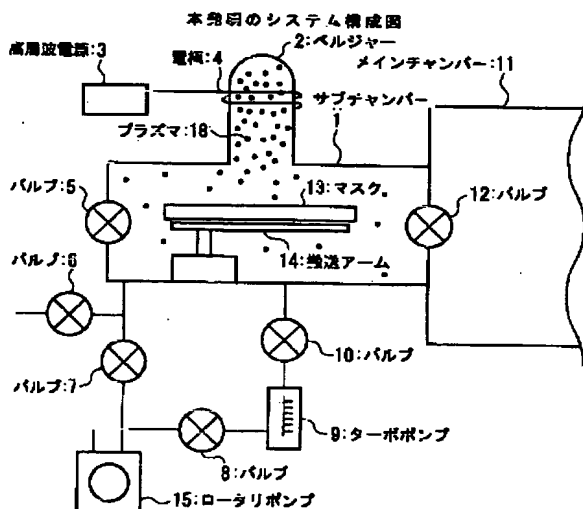 本発明のシステム構成図
2:ベルジャー
高周波電源:3
電極:4
メインチャンバー:11
サブチャンバー
1
プラズマ:18
バルブ:5
13:マスク
12:バルブ
14:搬送アーム
バルブ:6
10:バルブ
バルブ:7
9:ターボポンプ
8:バルブ
15:ロータリポンプ